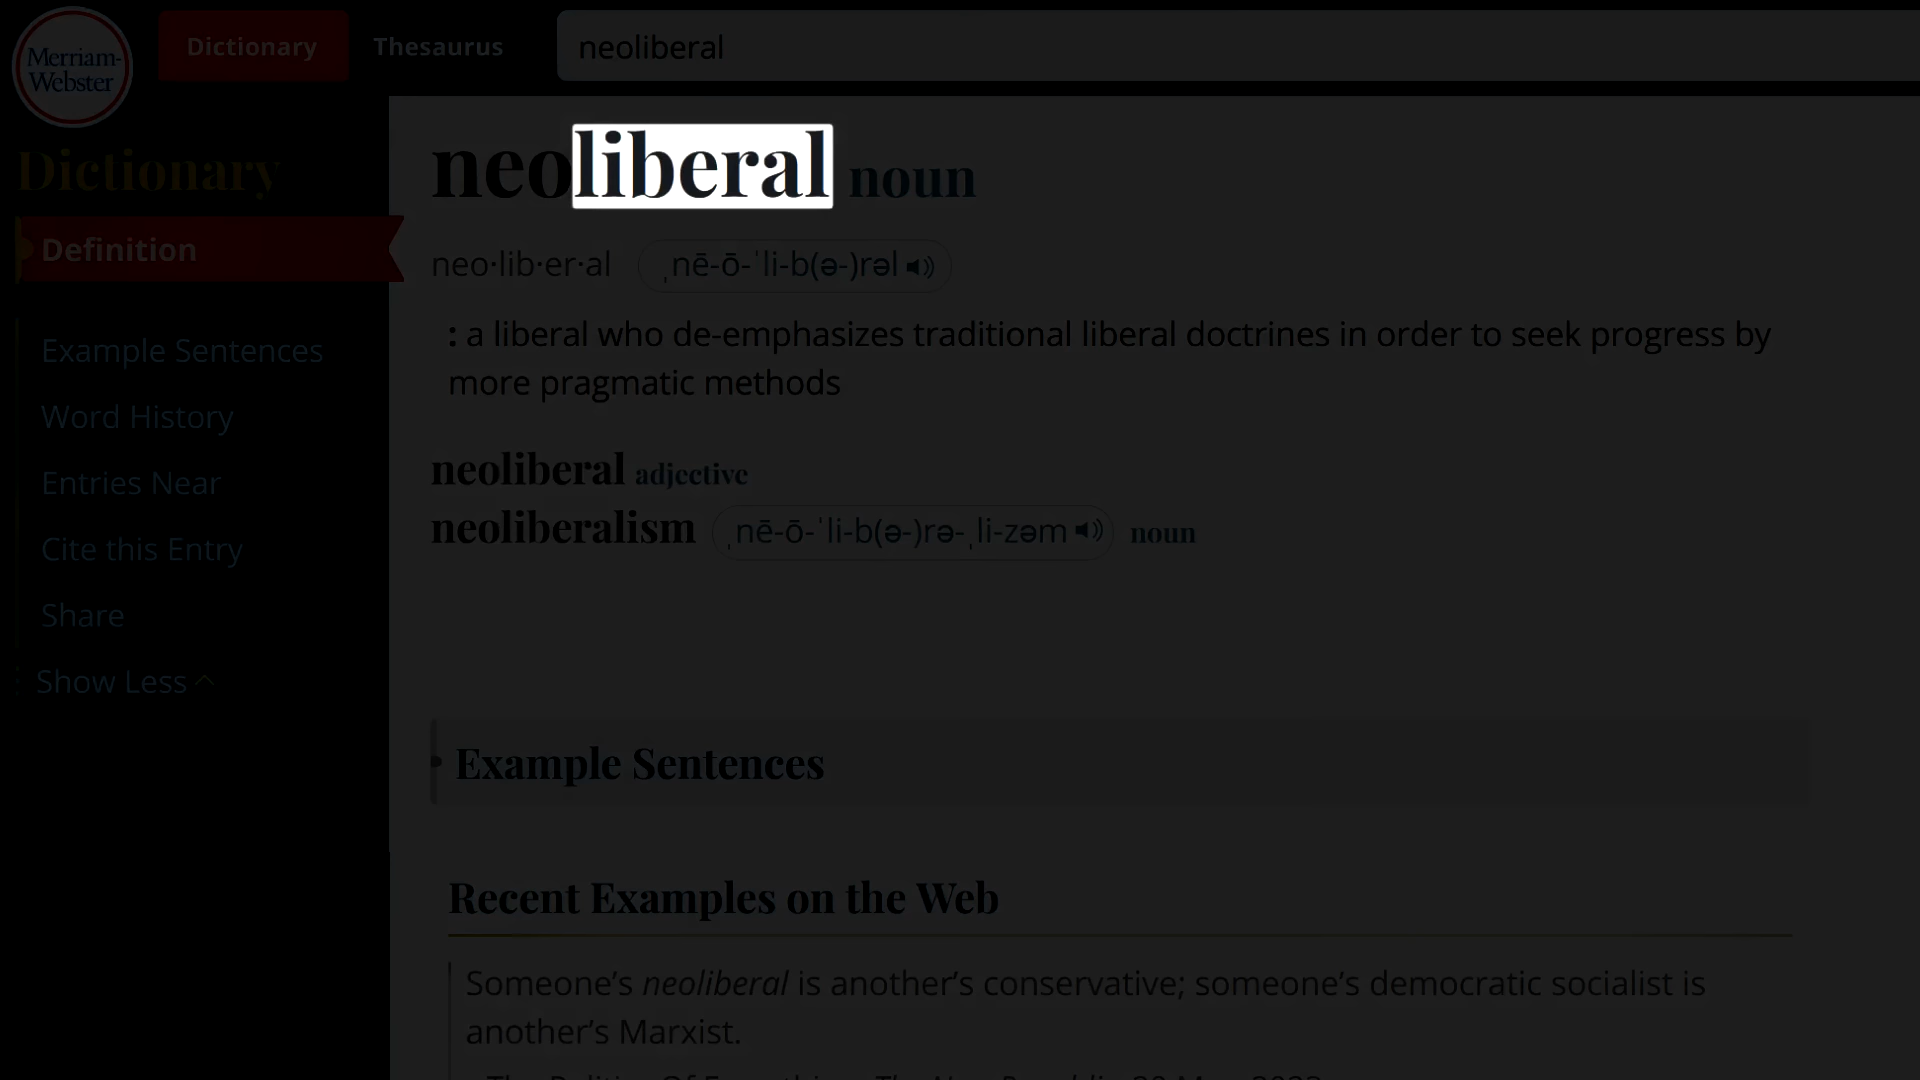 Merriam-
Webster
Dictionary
Thesaurus
neoliberal
Dictionary
Definition
Example Sentences
Word History
Entries Near
Cite this Entry
Share
Show Less
neoliberal noun
neo·lib·er·al ˌnē-ō-ˈli-b(ə-)rəl
: a liberal who de-emphasizes traditional liberal doctrines in order to seek progress by
more pragmatic methods
neoliberal adjective
neoliberalism ˌnē-ō-ˈli-b(ə-)rə-ˌli-zəm noun
Example Sentences
Recent Examples on the Web
Someone’s neoliberal is another’s conservative; someone’s democratic socialist is
another’s Marxist.